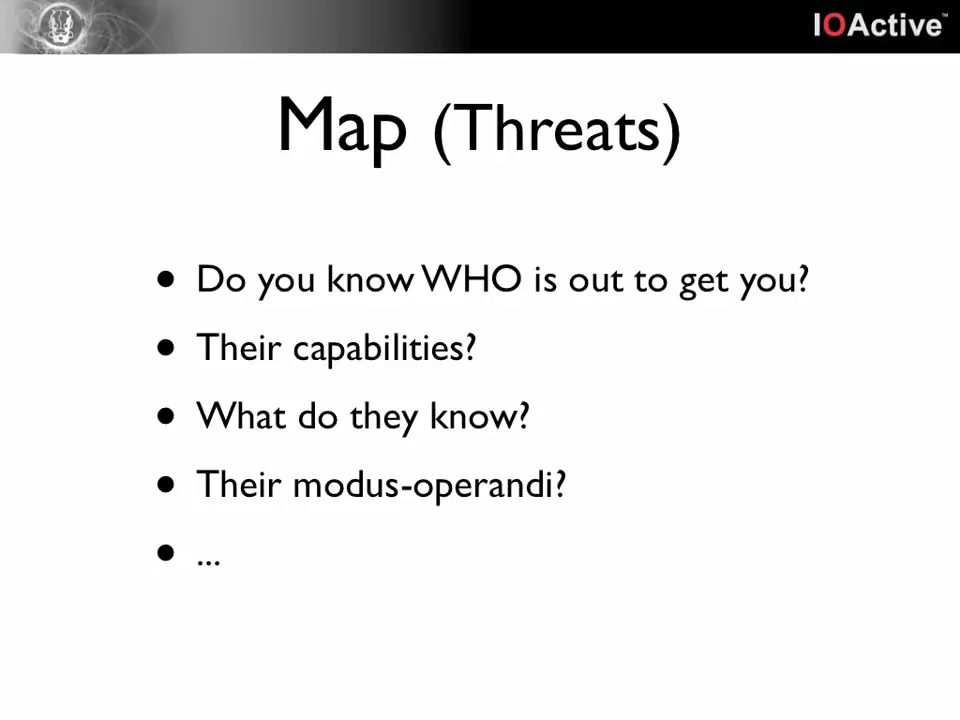 IOActive™
Map (Threats)
• Do you know WHO is out to get you?
• Their capabilities?
• What do they know?
• Their modus-operandi?
• ...